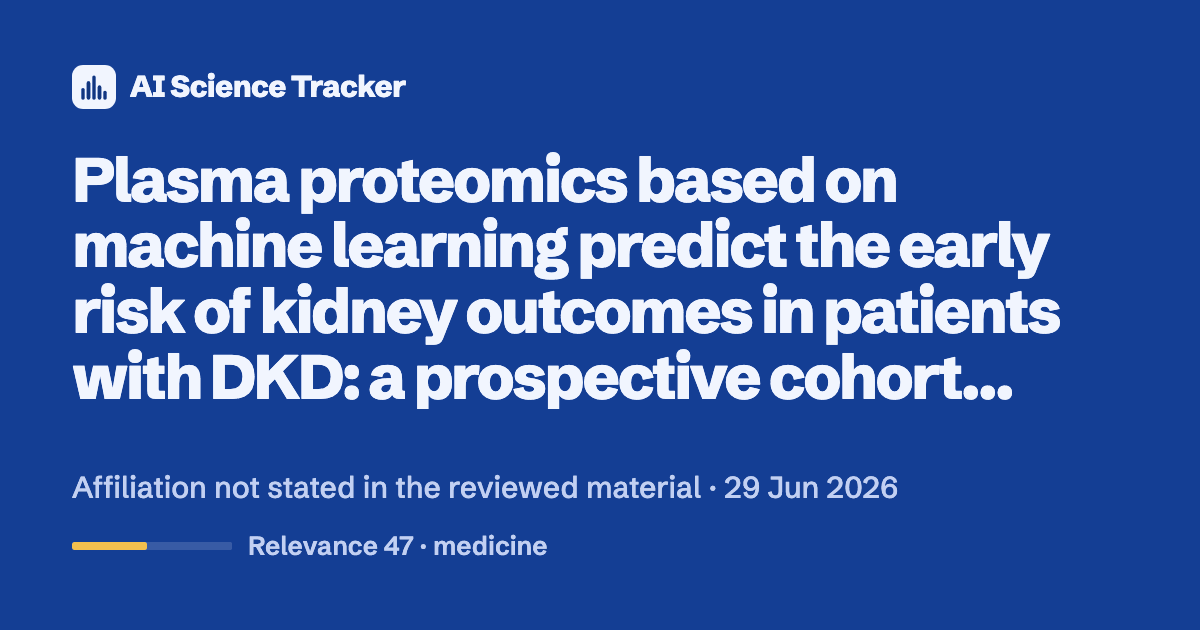 AI Science Tracker
Plasma proteomics based on
machine learning predict the early
risk of kidney outcomes in patients
with DKD: a prospective cohort...
Affiliation not stated in the reviewed material · 29 Jun 2026
Relevance 47 · medicine